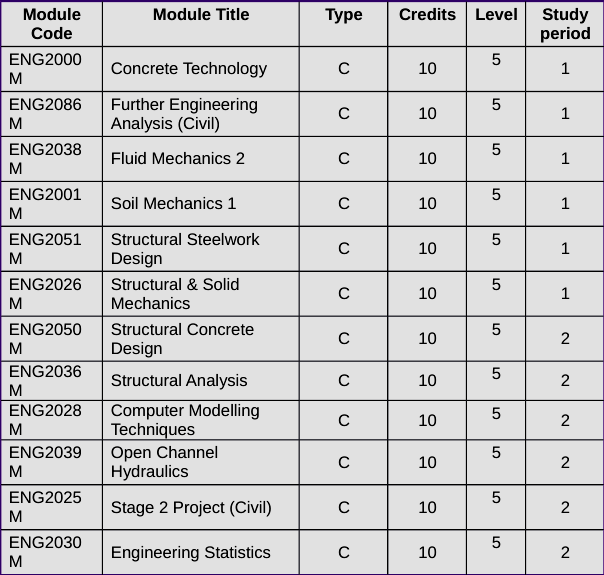 Module Code Module Title Type Credits Level Study period
ENG2000M Concrete Technology C 10 5 1
ENG2086M Further Engineering Analysis (Civil) C 10 5 1
ENG2038M Fluid Mechanics 2 C 10 5 1
ENG2001M Soil Mechanics 1 C 10 5 1
ENG2051M Structural Steelwork Design C 10 5 1
ENG2026M Structural & Solid Mechanics C 10 5 1
ENG2050M Structural Concrete Design C 10 5 2
ENG2036M Structural Analysis C 10 5 2
ENG2028M Computer Modelling Techniques C 10 5 2
ENG2039M Open Channel Hydraulics C 10 5 2
ENG2025M Stage 2 Project (Civil) C 10 5 2
ENG2030M Engineering Statistics C 10 5 2